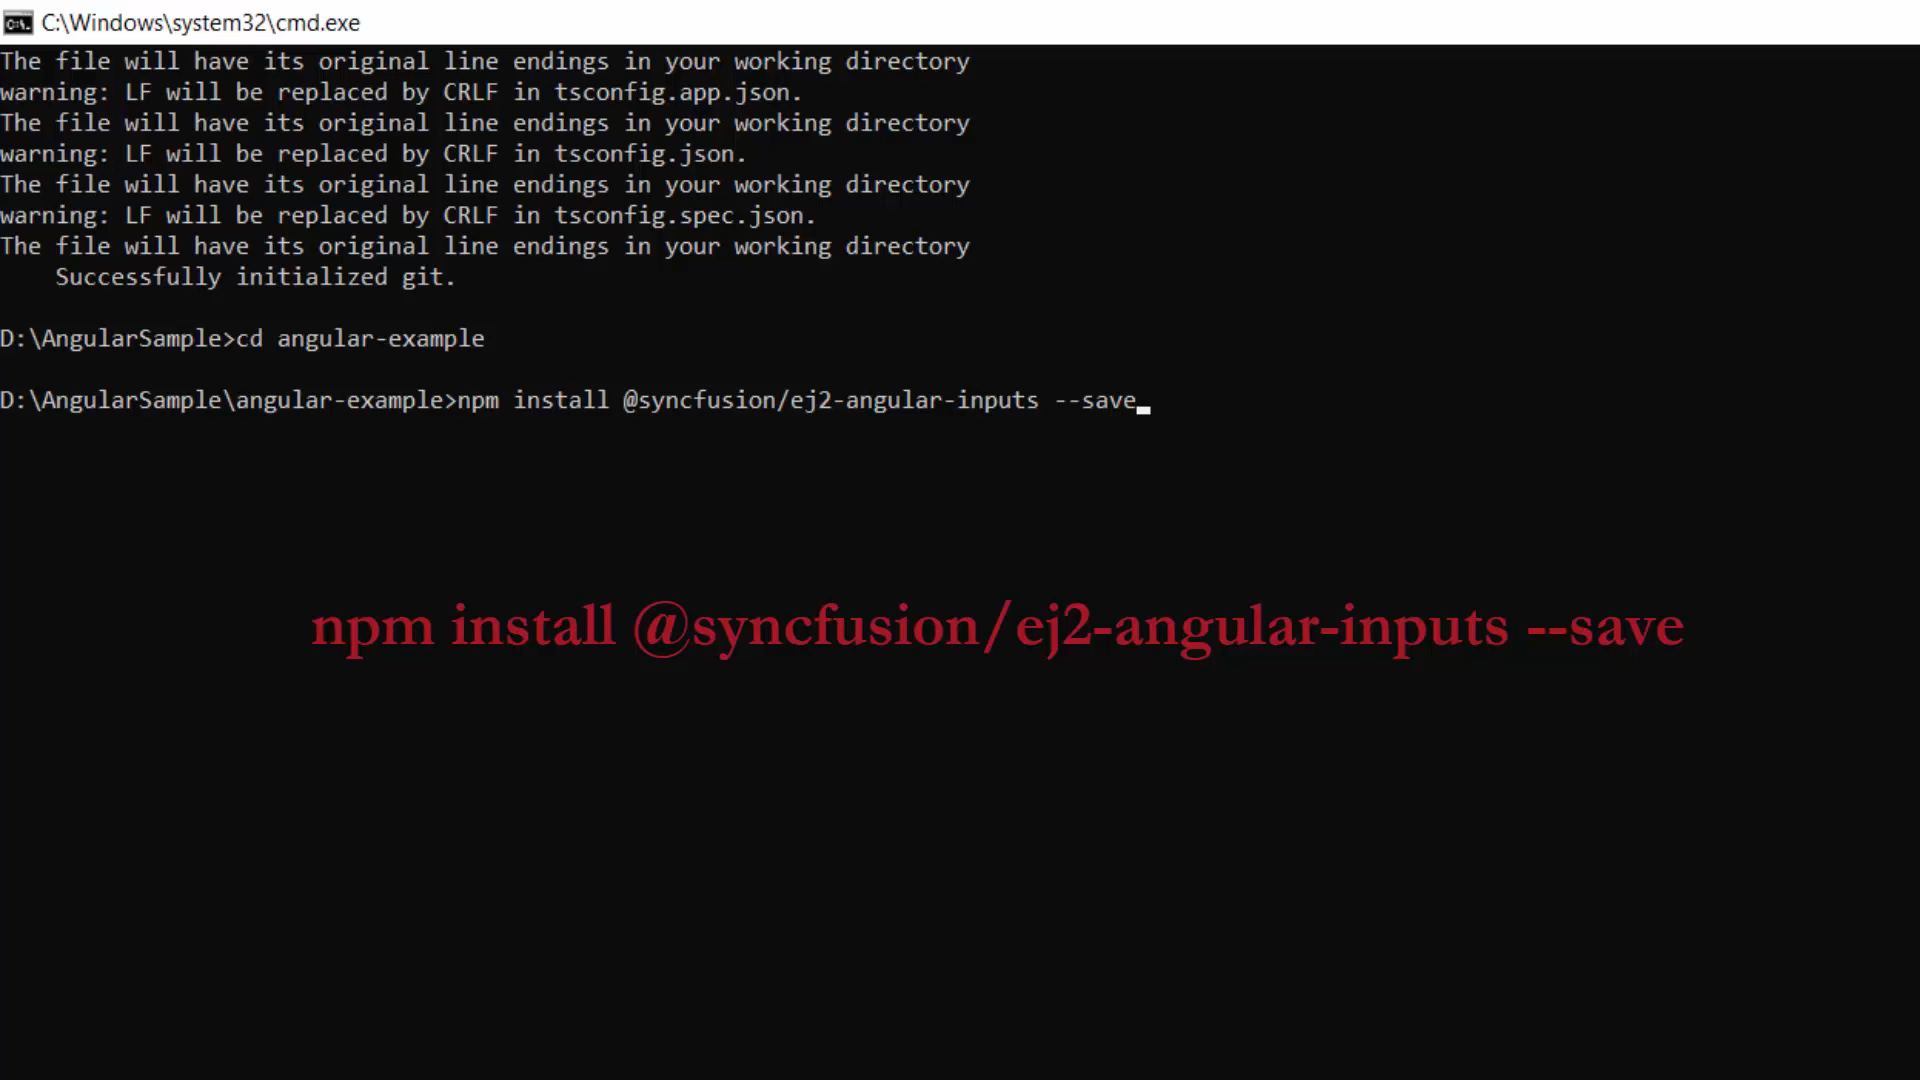 C:\Windows\system32\cmd.exe
The file will have its original line endings in your working directory
warning: LF will be replaced by CRLF in tsconfig.app.json.
The file will have its original line endings in your working directory
warning: LF will be replaced by CRLF in tsconfig.json.
The file will have its original line endings in your working directory
warning: LF will be replaced by CRLF in tsconfig.spec.json.
The file will have its original line endings in your working directory
    Successfully initialized git.
D:\AngularSample>cd angular-example
D:\AngularSample\angular-example>npm install @syncfusion/ej2-angular-inputs --save
npm install @syncfusion/ej2-angular-inputs --save